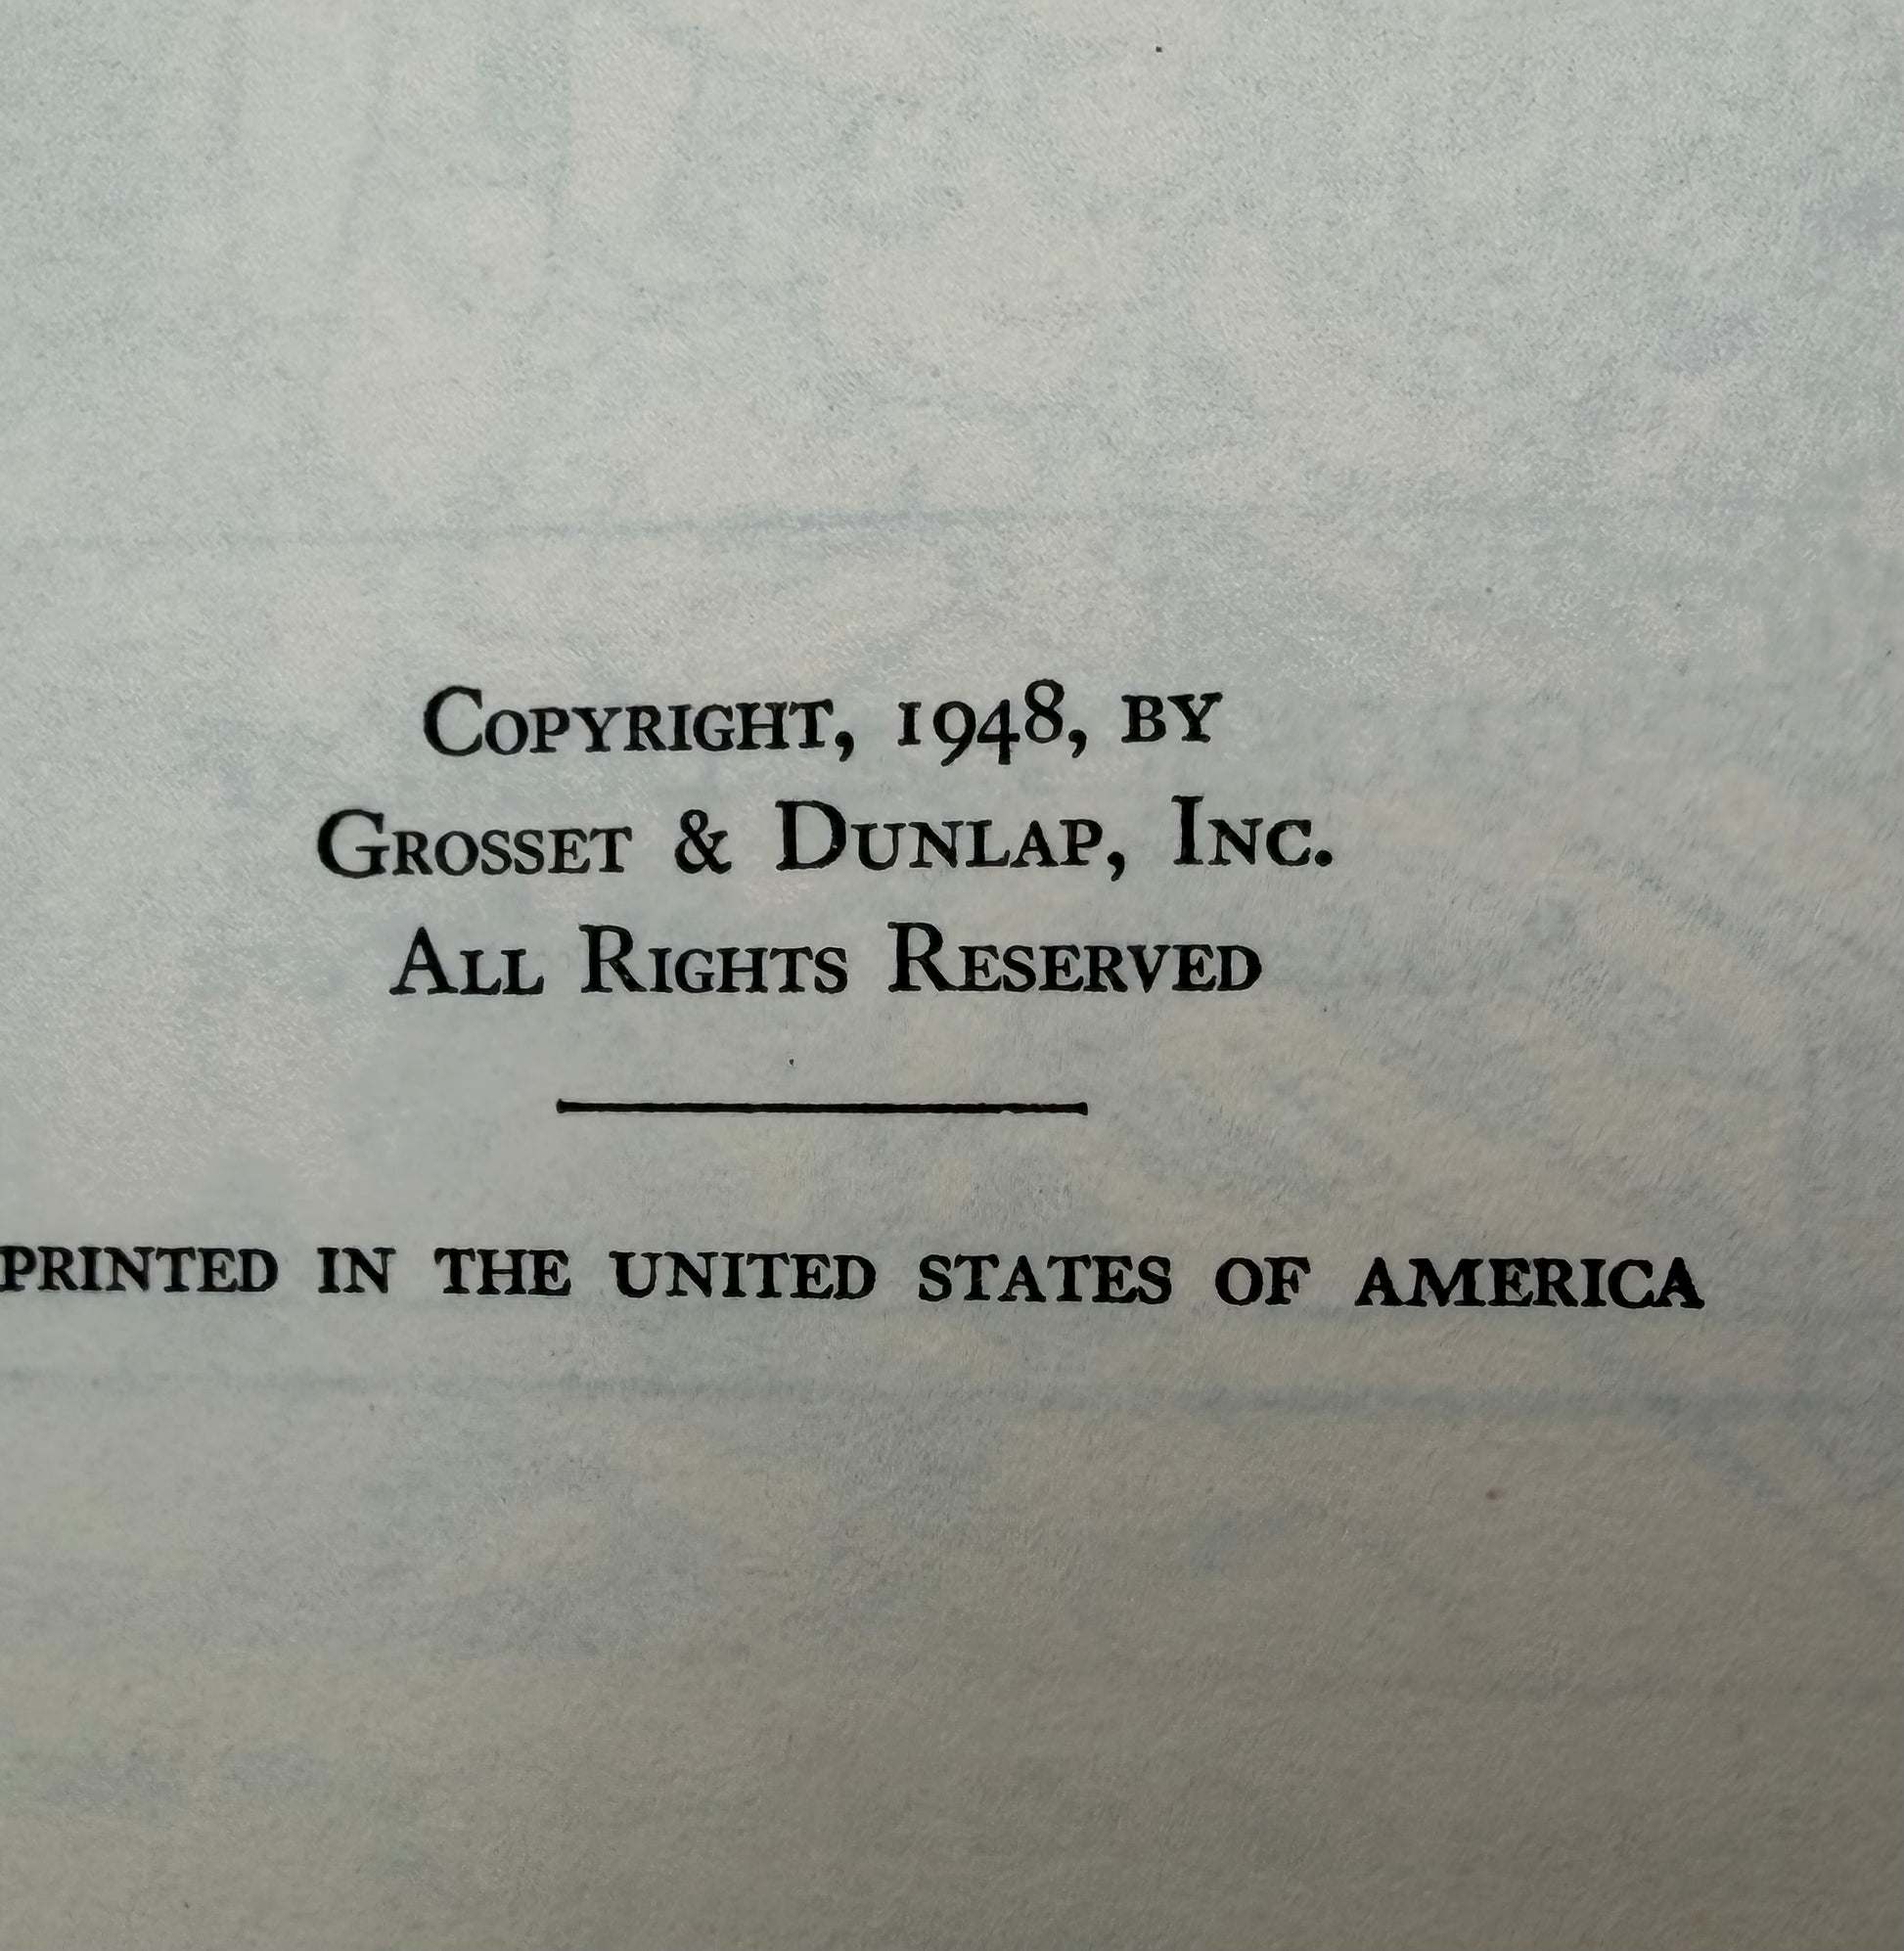 Copyright, 1948, by
Grosset & Dunlap, Inc.
All Rights Reserved
PRINTED IN THE UNITED STATES OF AMERICA